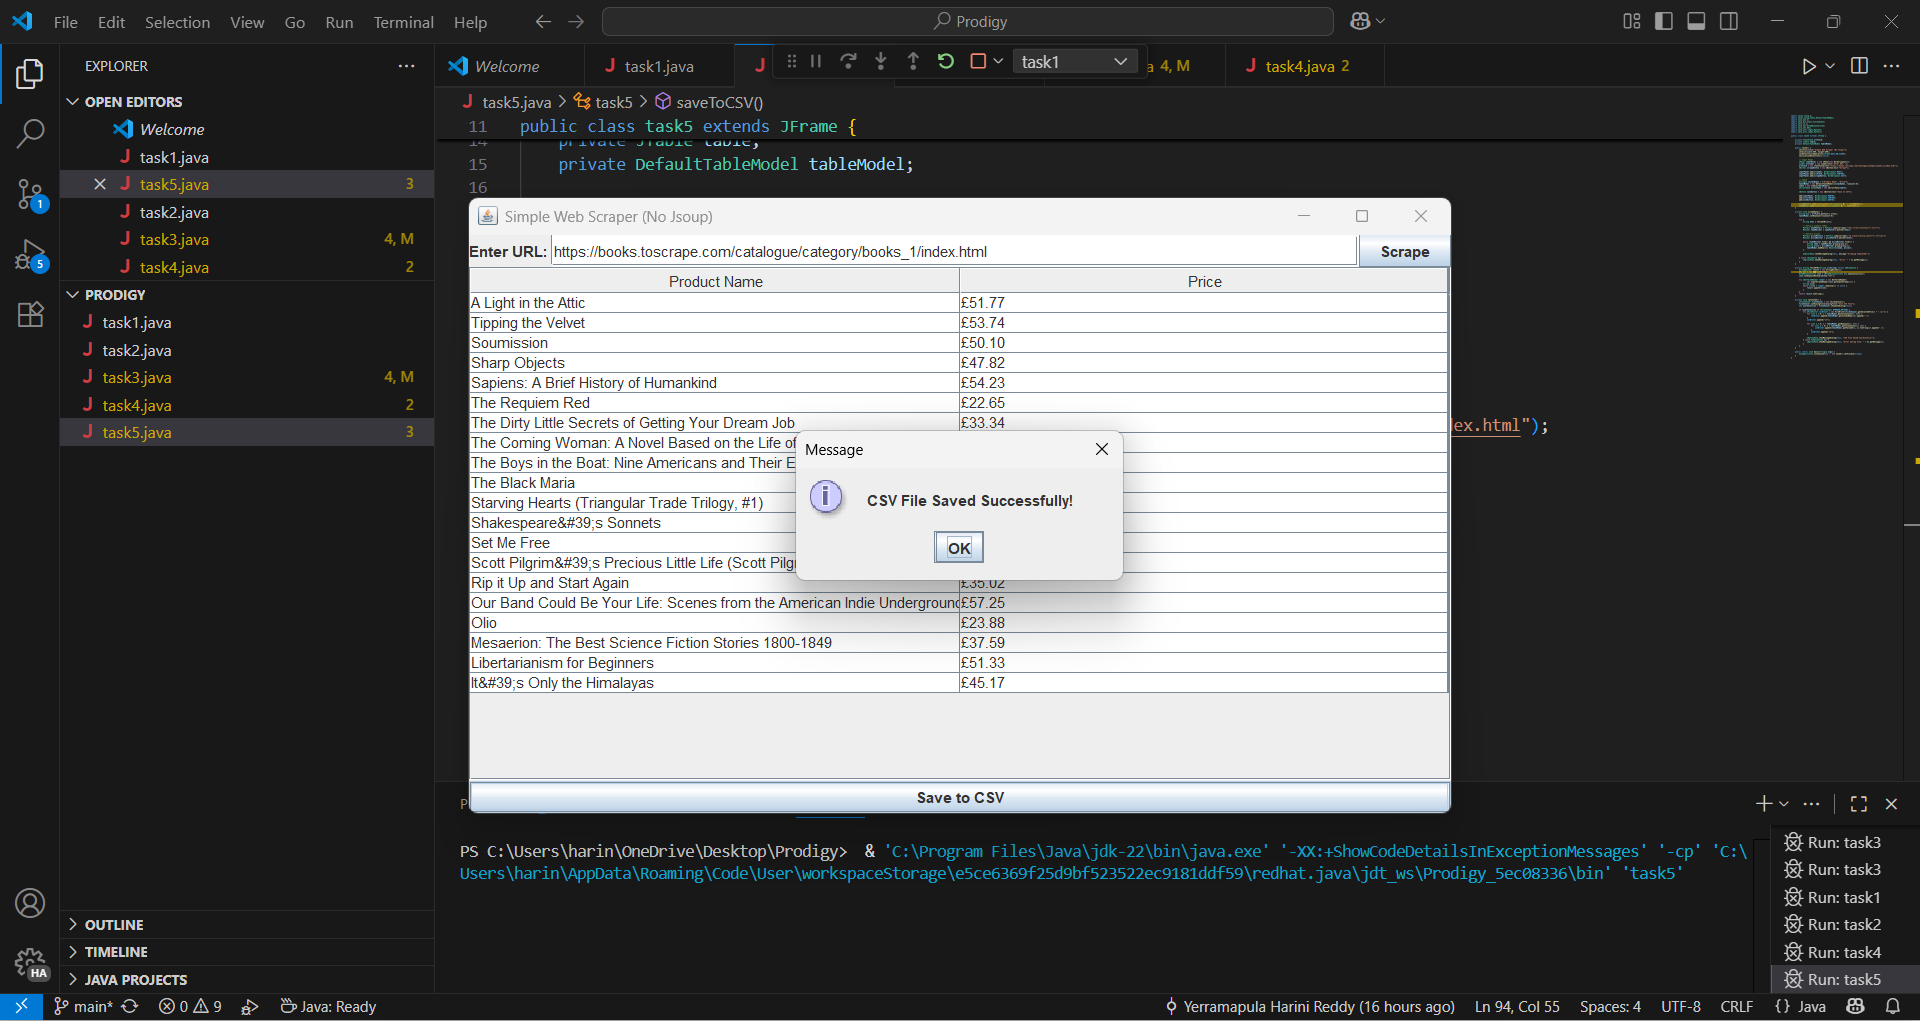 File Edit Selection View Go Run Terminal Help
Prodigy
EXPLORER
OPEN EDITORS
Welcome
task1.java
task5.java 3
task2.java
task3.java 4, M
task4.java 2
PRODIGY
task1.java
task2.java
task3.java 4, M
task4.java 2
task5.java 3
OUTLINE
TIMELINE
JAVA PROJECTS
1
5
HA
Welcome
task1.java
task1
a 4, M
task4.java 2
task5.java > task5 > saveToCSV()
11 public class task5 extends JFrame {
14 private JTable table;
15 private DefaultTableModel tableModel;
16
ex.html");
Simple Web Scraper (No Jsoup)
Enter URL: https://books.toscrape.com/catalogue/category/books_1/index.html Scrape
Product Name Price
A Light in the Attic £51.77
Tipping the Velvet £53.74
Soumission £50.10
Sharp Objects £47.82
Sapiens: A Brief History of Humankind £54.23
The Requiem Red £22.65
The Dirty Little Secrets of Getting Your Dream Job £33.34
The Coming Woman: A Novel Based on the Life of
The Boys in the Boat: Nine Americans and Their E
The Black Maria
Starving Hearts (Triangular Trade Trilogy, #1)
Shakespeare&#39;s Sonnets
Set Me Free
Scott Pilgrim&#39;s Precious Little Life (Scott Pilg
Rip it Up and Start Again £35.02
Our Band Could Be Your Life: Scenes from the American Indie Underground £57.25
Olio £23.88
Mesaerion: The Best Science Fiction Stories 1800-1849 £37.59
Libertarianism for Beginners £51.33
It&#39;s Only the Himalayas £45.17
Save to CSV
Message
CSV File Saved Successfully!
OK
PS C:\Users\harin\OneDrive\Desktop\Prodigy> & 'C:\Program Files\Java\jdk-22\bin\java.exe' '-XX:+ShowCodeDetailsInExceptionMessages' '-cp' 'C:\
Users\harin\AppData\Roaming\Code\User\workspaceStorage\e5ce6369f25d9bf523522ec9181ddf59\redhat.java\jdt_ws\Prodigy_5ec08336\bin' 'task5'
Run: task3
Run: task3
Run: task1
Run: task2
Run: task4
Run: task5
main* 0 9 Java: Ready
Yerramapula Harini Reddy (16 hours ago) Ln 94, Col 55 Spaces: 4 UTF-8 CRLF {} Java